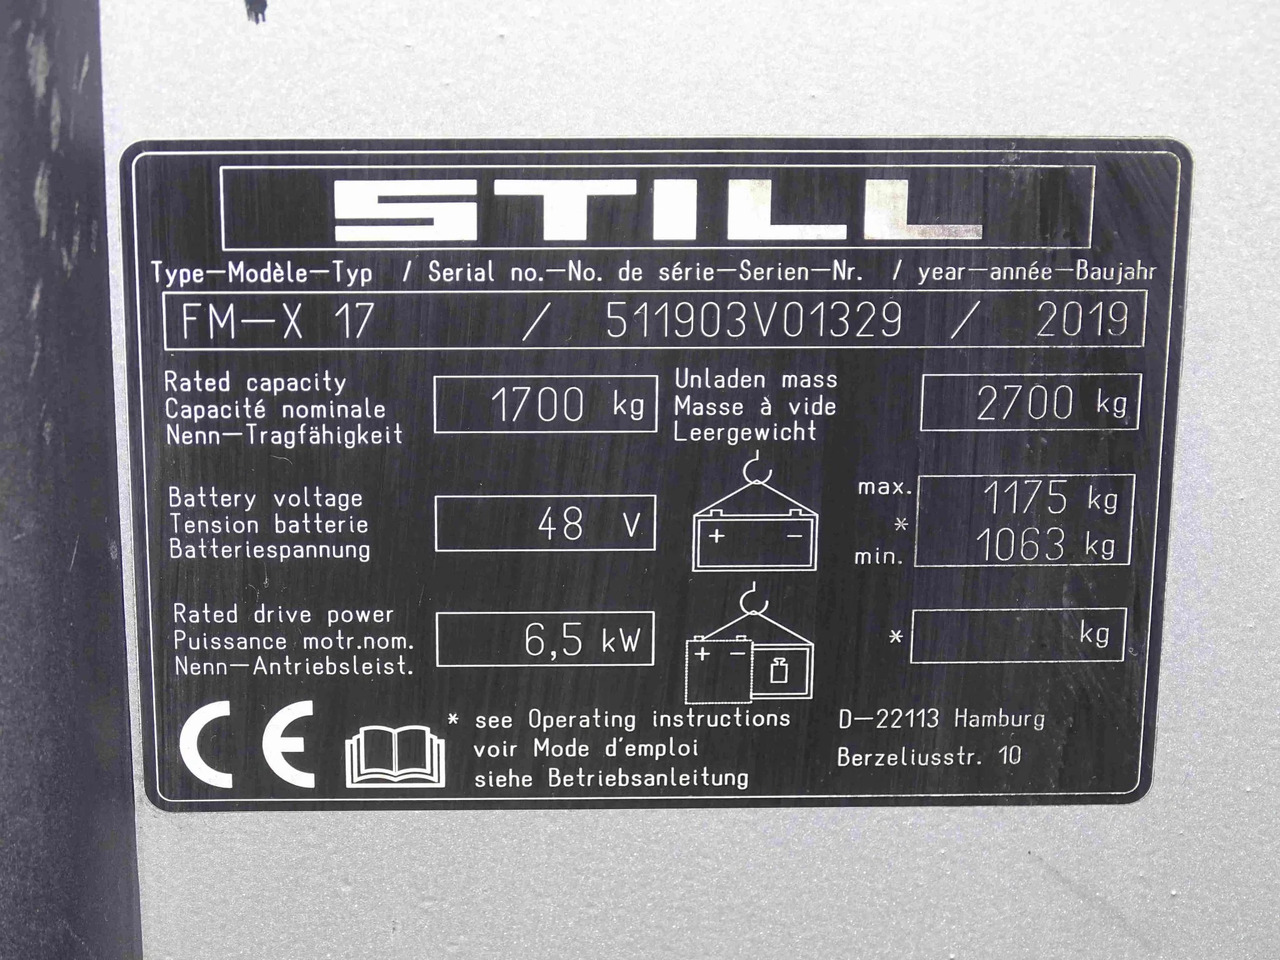 STILL
Type-Modèle-Typ / Serial no.-No. de série-Serien-Nr. / year-année-Baujahr
FM-X 17 / 511903V01329 / 2019
Rated capacity
Capacité nominale
Nenn-Tragfähigkeit
1700 kg
Unladen mass
Masse à vide
Leergewicht
2700 kg
Battery voltage
Tension batterie
Batteriespannung
48 V
+ -
max. 1175 kg
*
min. 1063 kg
Rated drive power
Puissance motr.nom.
Nenn-Antriebsleist.
6,5 kW
+ -
* kg
CE
* see Operating instructions
voir Mode d'emploi
siehe Betriebsanleitung
D-22113 Hamburg
Berzeliusstr. 10